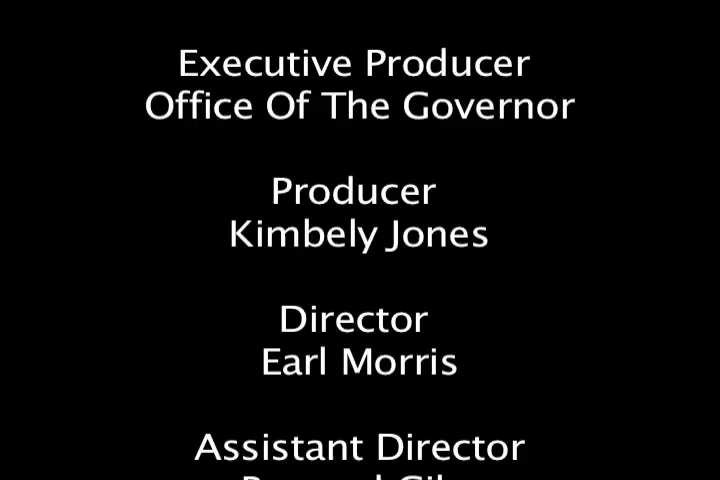 Executive Producer
Office Of The Governor
Producer
Kimbely Jones
Director
Earl Morris
Assistant Director